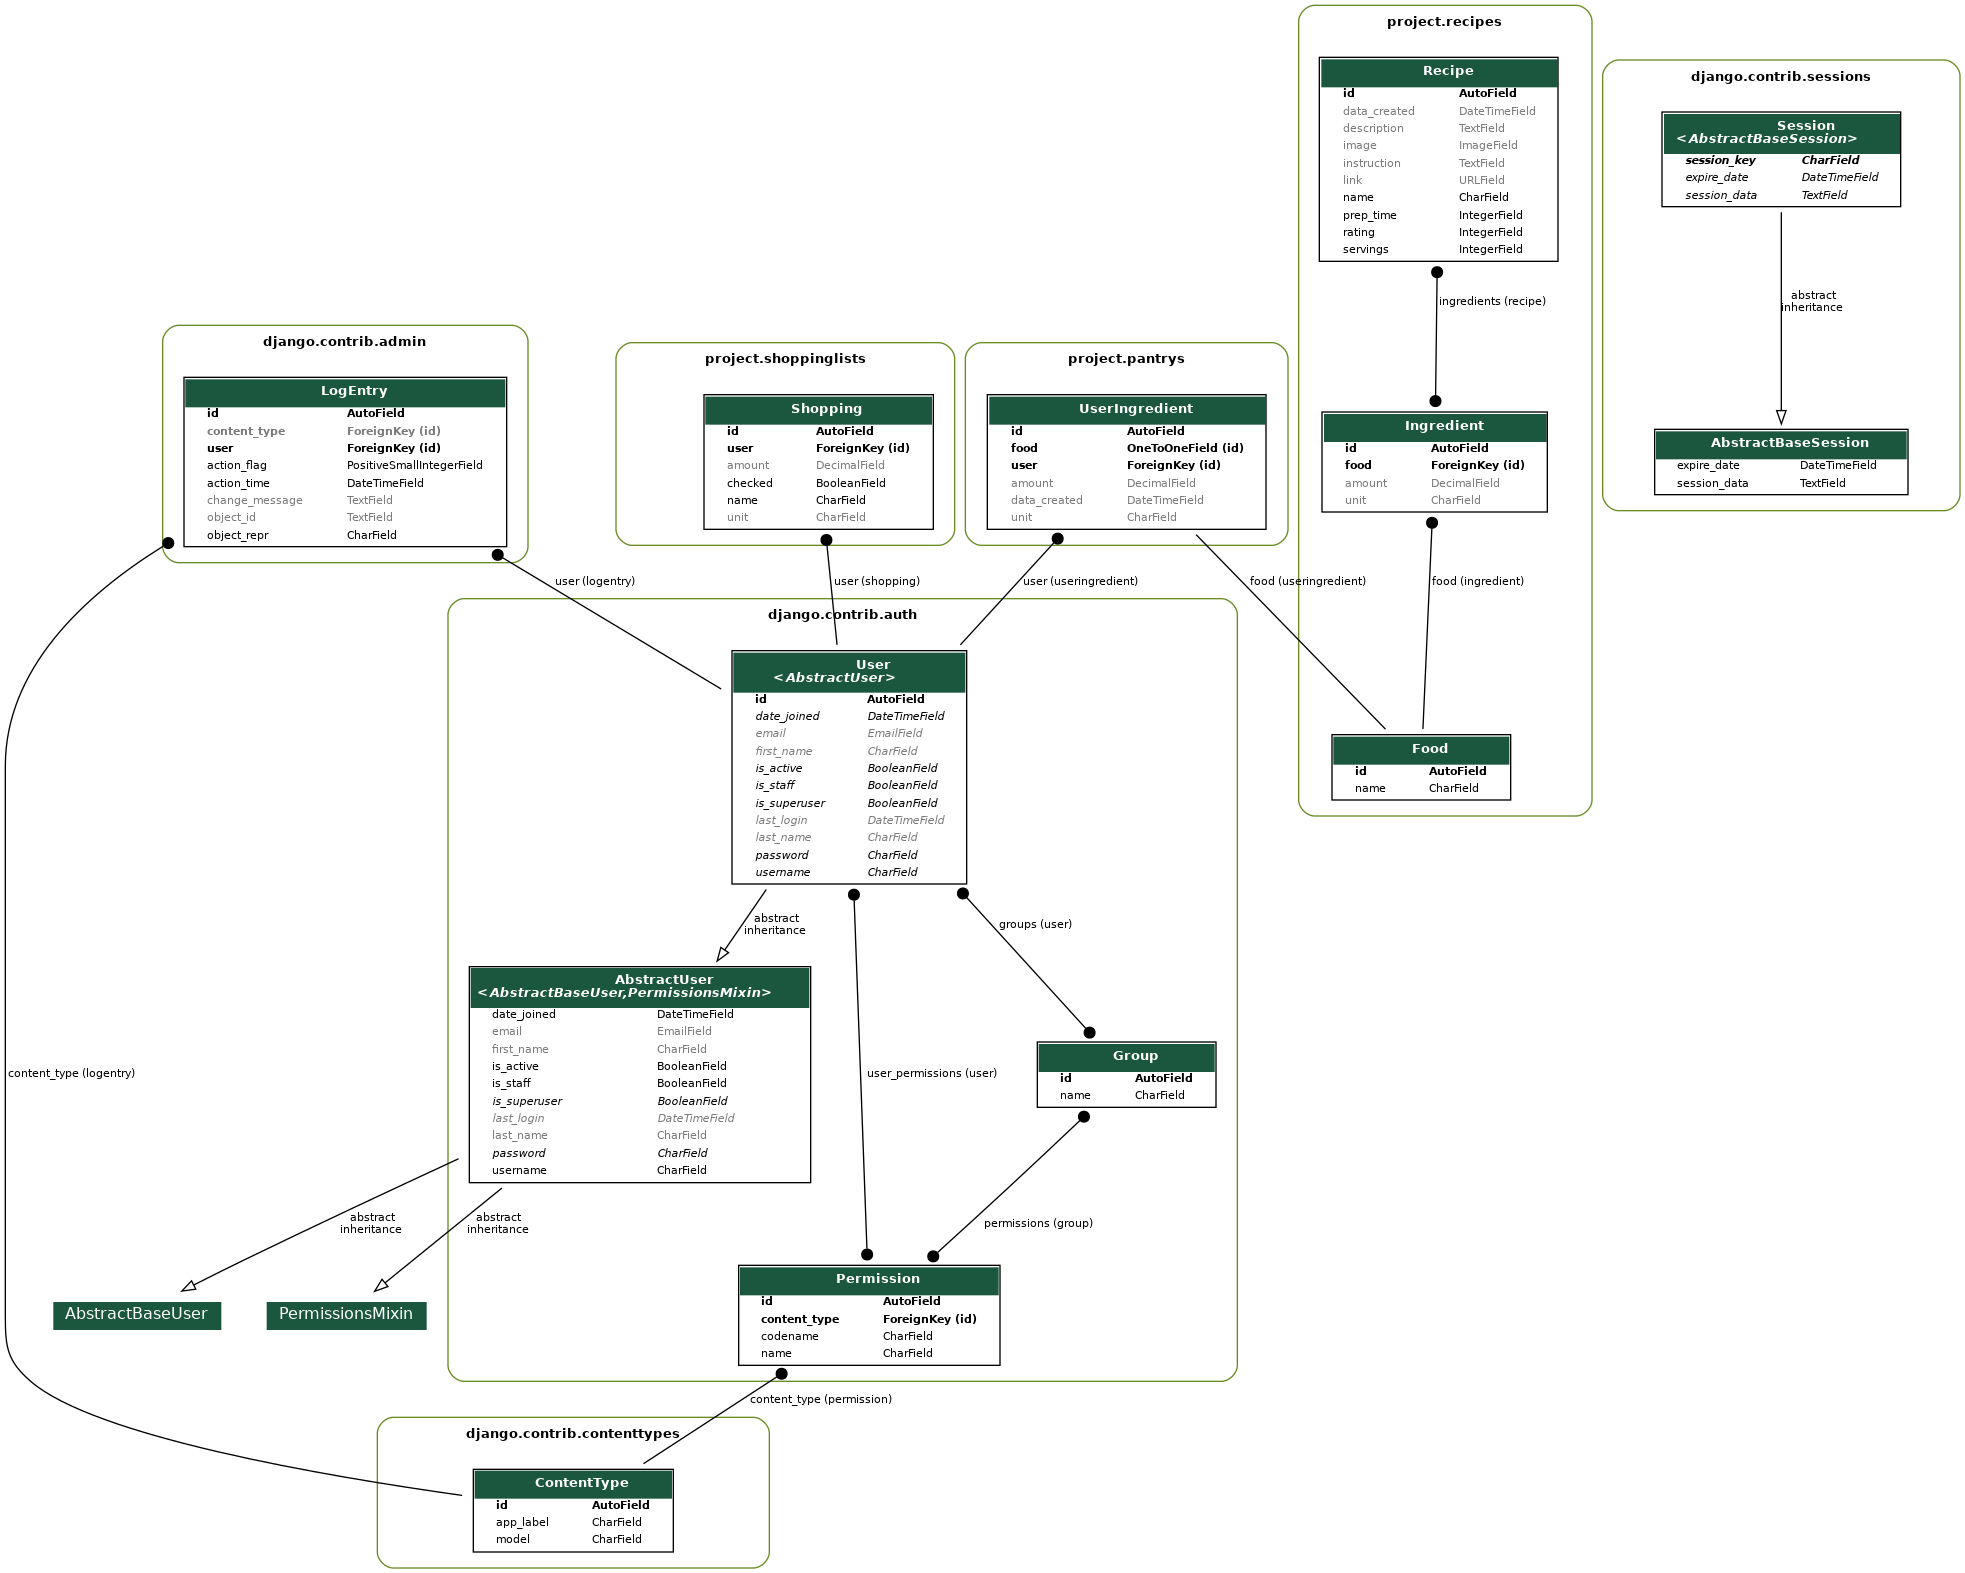 project.recipes
Recipe
id AutoField
data_created DateTimeField
description TextField
image ImageField
instruction TextField
link URLField
name CharField
prep_time IntegerField
rating IntegerField
servings IntegerField
ingredients (recipe)
django.contrib.sessions
Session
<AbstractBaseSession>
session_key CharField
expire_date DateTimeField
session_data TextField
abstract
inheritance
AbstractBaseSession
expire_date DateTimeField
session_data TextField
django.contrib.admin
LogEntry
id AutoField
content_type ForeignKey (id)
user ForeignKey (id)
action_flag PositiveSmallIntegerField
action_time DateTimeField
change_message TextField
object_id TextField
object_repr CharField
project.shoppinglists
Shopping
id AutoField
user ForeignKey (id)
amount DecimalField
checked BooleanField
name CharField
unit CharField
project.pantrys
UserIngredient
id AutoField
food OneToOneField (id)
user ForeignKey (id)
amount DecimalField
data_created DateTimeField
unit CharField
Ingredient
id AutoField
food ForeignKey (id)
amount DecimalField
unit CharField
user (logentry)
user (shopping)
user (useringredient)
food (useringredient)
food (ingredient)
django.contrib.auth
User
<AbstractUser>
id AutoField
date_joined DateTimeField
email EmailField
first_name CharField
is_active BooleanField
is_staff BooleanField
is_superuser BooleanField
last_login DateTimeField
last_name CharField
password CharField
username CharField
Food
id AutoField
name CharField
abstract
inheritance
groups (user)
AbstractUser
<AbstractBaseUser,PermissionsMixin>
date_joined DateTimeField
email EmailField
first_name CharField
is_active BooleanField
is_staff BooleanField
is_superuser BooleanField
last_login DateTimeField
last_name CharField
password CharField
username CharField
content_type (logentry)
user_permissions (user)
Group
id AutoField
name CharField
abstract
inheritance
abstract
inheritance
permissions (group)
AbstractBaseUser
PermissionsMixin
Permission
id AutoField
content_type ForeignKey (id)
codename CharField
name CharField
content_type (permission)
django.contrib.contenttypes
ContentType
id AutoField
app_label CharField
model CharField